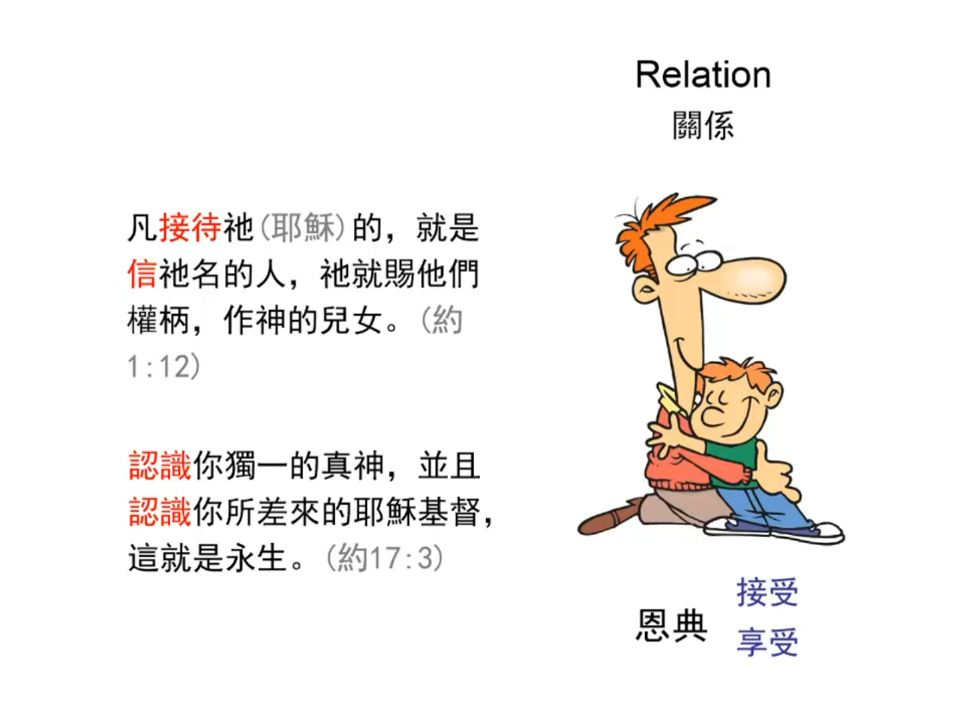 Relation
關係
凡接待祂(耶穌)的，就是
信祂名的人，祂就賜他們
權柄，作神的兒女。(約
1:12)
認識你獨一的真神，並且
認識你所差來的耶穌基督，
這就是永生。(約17:3)
恩典
接受
享受